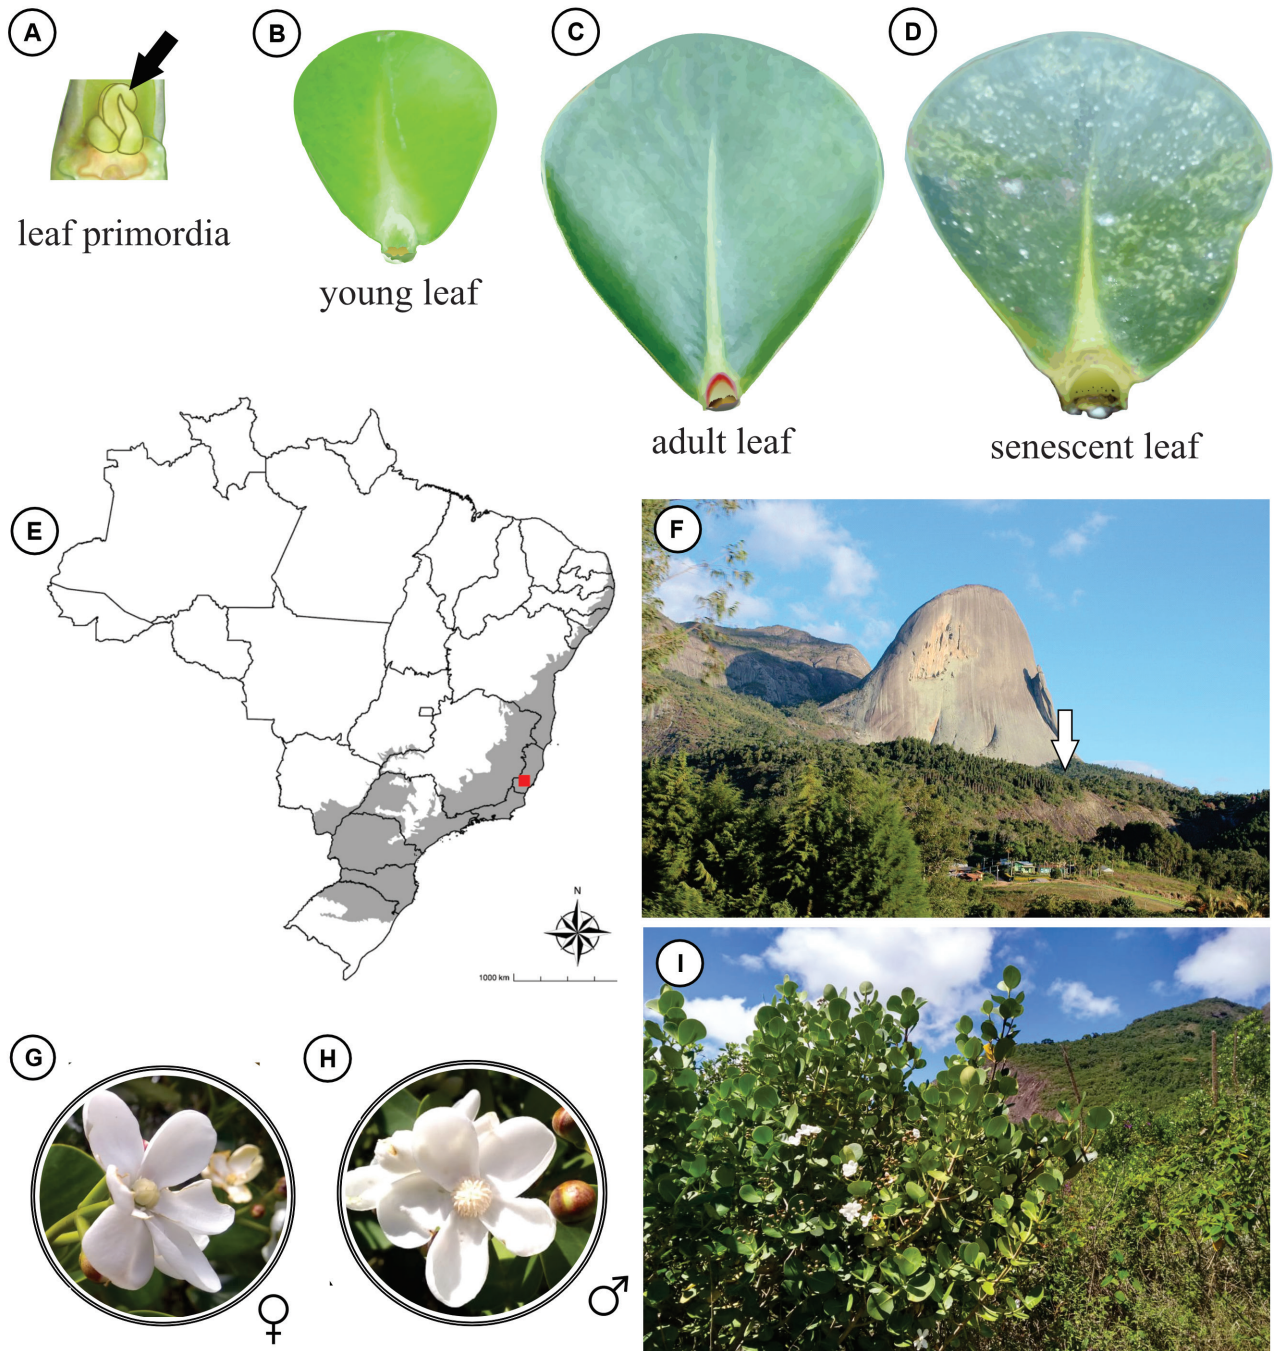 A
B
C
D
leaf primordia
young leaf
adult leaf
senescent leaf
E
F
N
1000 km
I
G
H
♀
♂